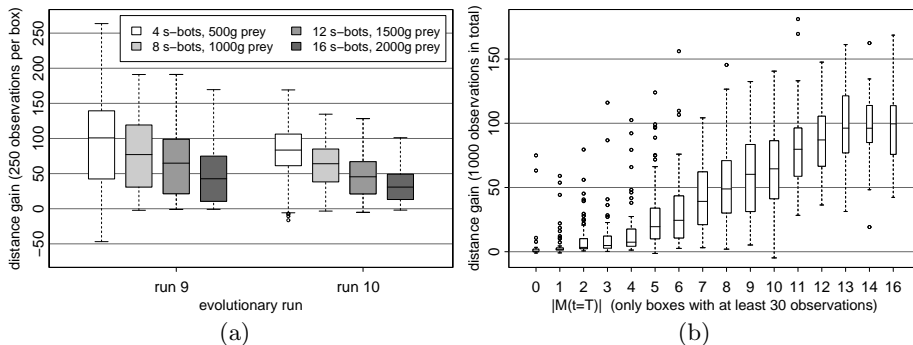 distance gain (250 observations per box)
−50 0 50 100 150 200 250
4 s−bots, 500g prey 12 s−bots, 1500g prey
8 s−bots, 1000g prey 16 s−bots, 2000g prey
run 9 run 10
evolutionary run
(a)
distance gain (1000 observations in total)
0 50 100 150
0 1 2 3 4 5 6 7 8 9 10 11 12 13 14 16
|M(t=T)| (only boxes with at least 30 observations)
(b)